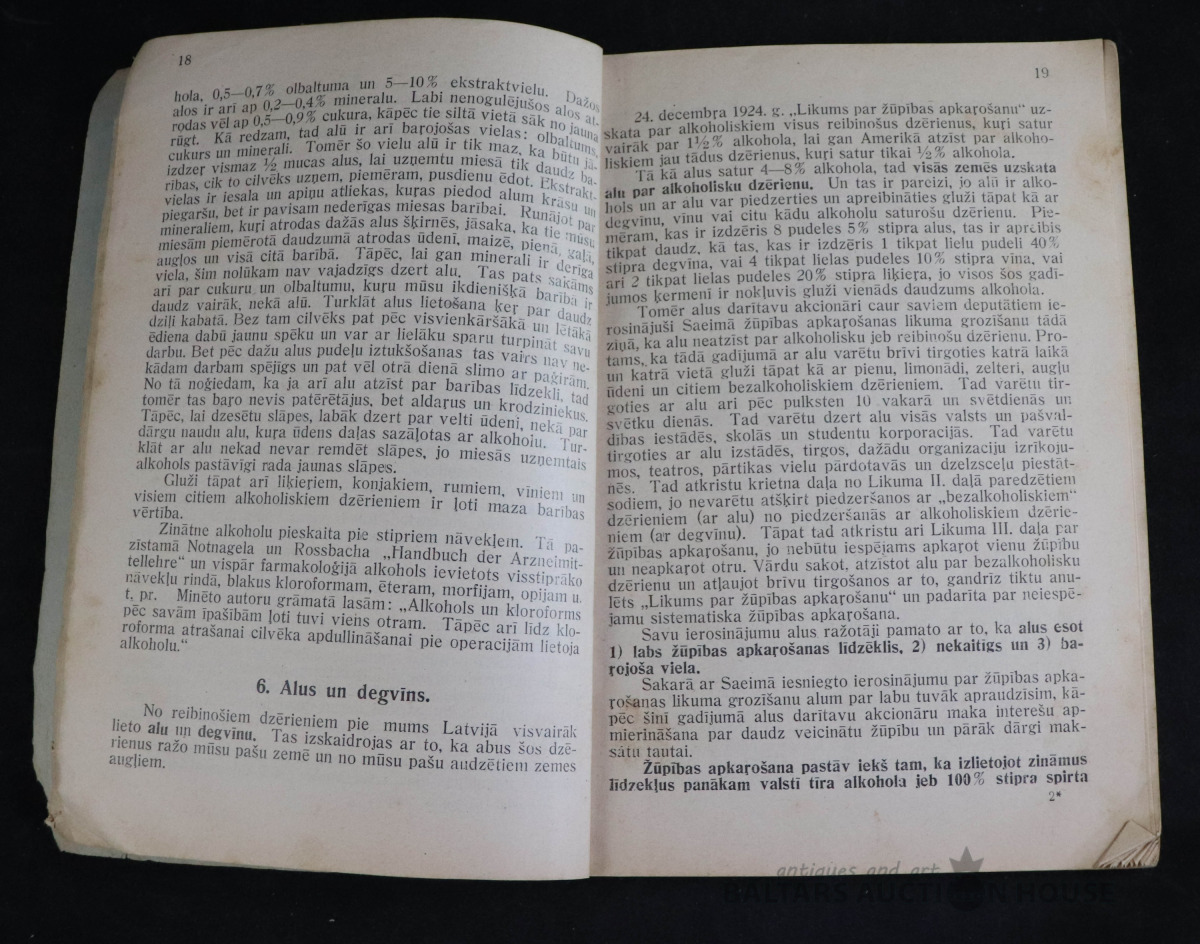 18
hola, 0,5—0,7% olbaltuma un 5—10% ekstraktvielu. Dažos
alos ir arī ap 0,2—0,4% mineralu. Labi nenogulējušos alos at-
rodas vēl ap 0,5—0,9% cukura, kāpēc tie siltā vietā sāk no jauna
rūgt. Kā redzam, tad alū ir arī barojošas vielas: olbaltums,
cukurs un minerali. Tomēr šo vielu alū ir tik maz, ka būtu jā-
izdzeŗ vismaz ½ mucas alus, lai uzņemtu miesā tik daudz ba-
rības, cik to cilvēks uzņem, piemēram, pusdienu ēdot. Ekstrakt-
vielas ir iesala un apiņu atliekas, kuŗas piedod alum krāsu un
piegaršu, bet ir pavisam nederīgas miesas barībai. Runājot par
mineraliem, kuŗi atrodas dažās alus šķirnēs, jāsaka, ka tie mūsu
miesām piemērotā daudzumā atrodas ūdenī, maizē, pienā, gaļā,
augļos un visā citā barībā. Tāpēc, lai gan minerali ir derīga
viela, šim nolūkam nav vajadzīgs dzert alu. Tas pats sakāms
arī par cukuru un olbaltumu, kuŗu mūsu ikdienišķā barībā ir
daudz vairāk, nekā alū. Turklāt alus lietošana ķeŗ par daudz
dziļi kabatā. Bez tam cilvēks pat pēc visvienkāršākā un lētākā
ēdiena dabū jaunu spēku un var ar lielāku sparu turpināt savu
darbu. Bet pēc dažu alus pudeļu iztukšošanas tas vairs nav ne-
kādam darbam spējīgs un pat vēl otrā dienā slimo ar paģirām.
No tā noģiedam, ka ja arī alu atzīst par barības līdzekli, tad
tomēr tas baŗo nevis patērētājus, bet aldaŗus un krodziniekus.
Tāpēc, lai dzesētu slāpes, labāk dzert par velti ūdeni, nekā par
dārgu naudu alu, kuŗa ūdens daļas sazāļotas ar alkoholu. Tur-
klāt ar alu nekad nevar remdēt slāpes, jo miesās uzņemtais
alkohols pastāvīgi rada jaunas slāpes.
Gluži tāpat arī liķieŗiem, konjakiem, rumiem, vīniem un
visiem citiem alkoholiskiem dzērieniem ir ļoti maza barības
vērtība.
Zinātne alkoholu pieskaita pie stipriem nāvekļem. Tā pa-
zīstamā Notnagela un Rossbacha „Handbuch der Arzneimit-
tellehre“ un vispār farmakoloģijā alkohols ievietots visstiprāko
nāvekļu rindā, blakus kloroformam, ēteram, morfijam, opijam u.
t. pr. Minēto autoru grāmatā lasām: „Alkohols un kloroforms
pēc savām īpašībām ļoti tuvi viens otram. Tāpēc arī līdz klo-
roforma atrašanai cilvēka apdullināšanai pie operacijām lietoja
alkoholu.“
6. Alus un degvīns.
No reibinošiem dzērieniem pie mums Latvijā visvairāk
lieto alu un degvīnu. Tas izskaidrojas ar to, ka abus šos dzē-
rienus ražo mūsu pašu zemē un no mūsu pašu audzētiem zemes
augļiem.
19
24. decembŗa 1924. g. „Likums par žūpības apkaŗošanu“ uz-
skata par alkoholiskiem visus reibinošus dzērienus, kuŗi satur
vairāk par 1½% alkohola, lai gan Amerikā atzīst par alkoho-
liskiem jau tādus dzērienus, kuŗi satur tikai ½% alkohola.
Tā kā alus satur 4—8% alkohola, tad visās zemēs uzskata
alu par alkoholisku dzērienu. Un tas ir pareizi, jo alū ir alko-
hols un ar alu var piedzerties un apreibināties gluži tāpat kā ar
degvīnu, vīnu vai citu kādu alkoholu saturošu dzērienu. Pie-
mēram, kas ir izdzēris 8 pudeles 5% stipra alus, tas ir apreibis
tikpat daudz, kā tas, kas ir izdzēris 1 tikpat lielu pudeli 40%
stipra degvīna, vai 4 tikpat lielas pudeles 10% stipra vīna, vai
arī 2 tikpat lielas pudeles 20% stipra liķieŗa, jo visos šos gadī-
jumos ķermenī ir nokļuvis gluži vienāds daudzums alkohola.
Tomēr alus darītavu akcionāri caur saviem deputātiem ie-
rosinājuši Saeimā žūpības apkaŗošanas likuma grozīšanu tādā
ziņā, ka alu neatzīst par alkoholisku jeb reibinošu dzērienu. Pro-
tams, ka tādā gadījumā ar alu varētu brīvi tirgoties katrā laikā
un katrā vietā gluži tāpat kā ar pienu, limonādi, zelteri, augļu
ūdeni un citiem bezalkoholiskiem dzērieniem. Tad varētu tir-
goties ar alu ari pēc pulksten 10 vakarā un svētdienās un
svētku dienās. Tad varētu dzert alu visās valsts un pašval-
dības iestādēs, skolās un studentu korporacijās. Tad varētu
tirgoties ar alu izstādēs, tirgos, dažādu organizaciju izrīkoju-
mos, teatros, pārtikas vielu pārdotavās un dzelzsceļu piestāt-
nēs. Tad atkristu krietna daļa no Likuma II. daļā paredzētiem
sodiem, jo nevarētu atšķirt piedzeršanos ar „bezalkoholiskiem“
dzērieniem (ar alu) no piedzeršanās ar alkoholiskiem dzērie-
niem (ar degvīnu). Tāpat tad atkristu ari Likuma III. daļa par
žūpības apkaŗošanu, jo nebūtu iespējams apkaŗot vienu žūpību
un neapkaŗot otru. Vārdu sakot, atzīstot alu par bezalkoholisku
dzērienu un atļaujot brīvu tirgošanos ar to, gandrīz tiktu anu-
lēts „Likums par žūpības apkaŗošanu“ un padarīta par neiespē-
jamu sistematiska žūpības apkaŗošana.
Savu ierosinājumu alus ražotāji pamato ar to, ka alus esot
1) labs žūpības apkaŗošanas līdzēklis, 2) nekaitīgs un 3) ba-
ŗojoša viela.
Sakarā ar Saeimā iesniegto ierosinājumu par žūpības apka-
ŗošanas likuma grozīšanu alum par labu tuvāk apraudzīsim, kā-
pēc šinī gadījumā alus darītavu akcionāru maka interešu ap-
mierināšana par daudz veicinātu žūpību un pārāk dārgi mak-
sātu tautai.
Žūpības apkaŗošana pastāv iekš tam, ka izlietojot zināmus
līdzekļus panākam valstī tīra alkohola jeb 100% stipra spirta
2*
antiques and art
BALTARS AUCTION HOUSE